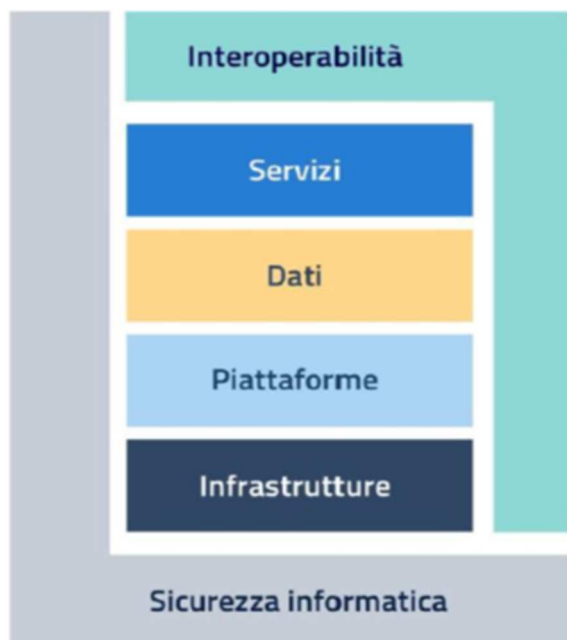 Interoperabilità
Servizi
Dati
Piattaforme
Infrastrutture
Sicurezza informatica